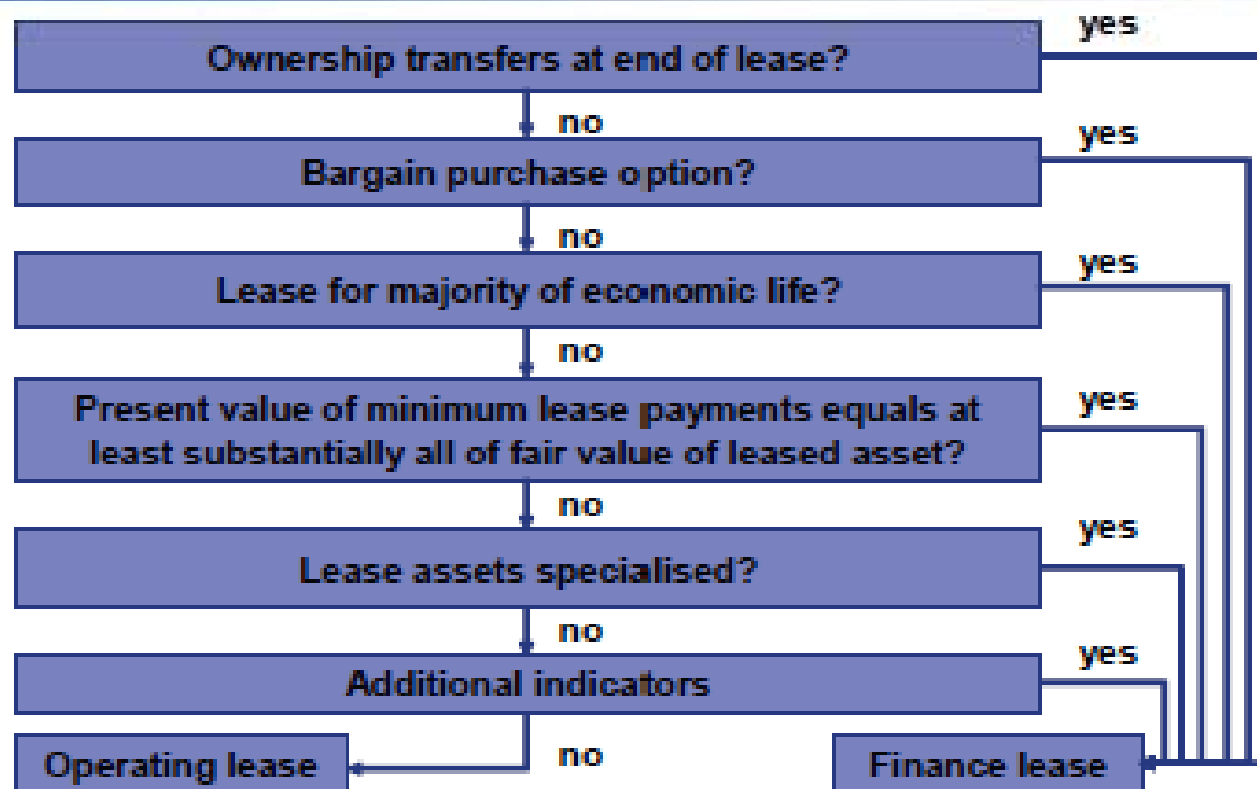 yes
Ownership transfers at end of lease?
no
yes
Bargain purchase option?
no
yes
Lease for majority of economic life?
no
yes
Present value of minimum lease payments equals at
least substantially all of fair value of leased asset?
no
yes
Lease assets specialised?
no
yes
Additional indicators
no
Operating lease
Finance lease